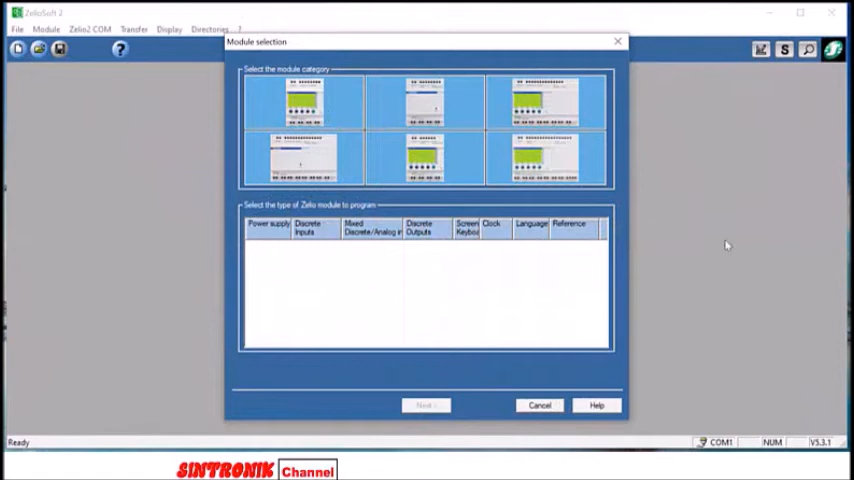 ZelioSoft 2
File Module Zelio2 COM Transfer Display Directories ?
Module selection
Select the module category
Select the type of Zelio module to program
Power supply Discrete Inputs Mixed Discrete/Analog in Discrete Outputs Screen Keyboa Clock Language Reference
Next > Cancel Help
Ready COM1 NUM V5.3.1
SINTRONIK Channel